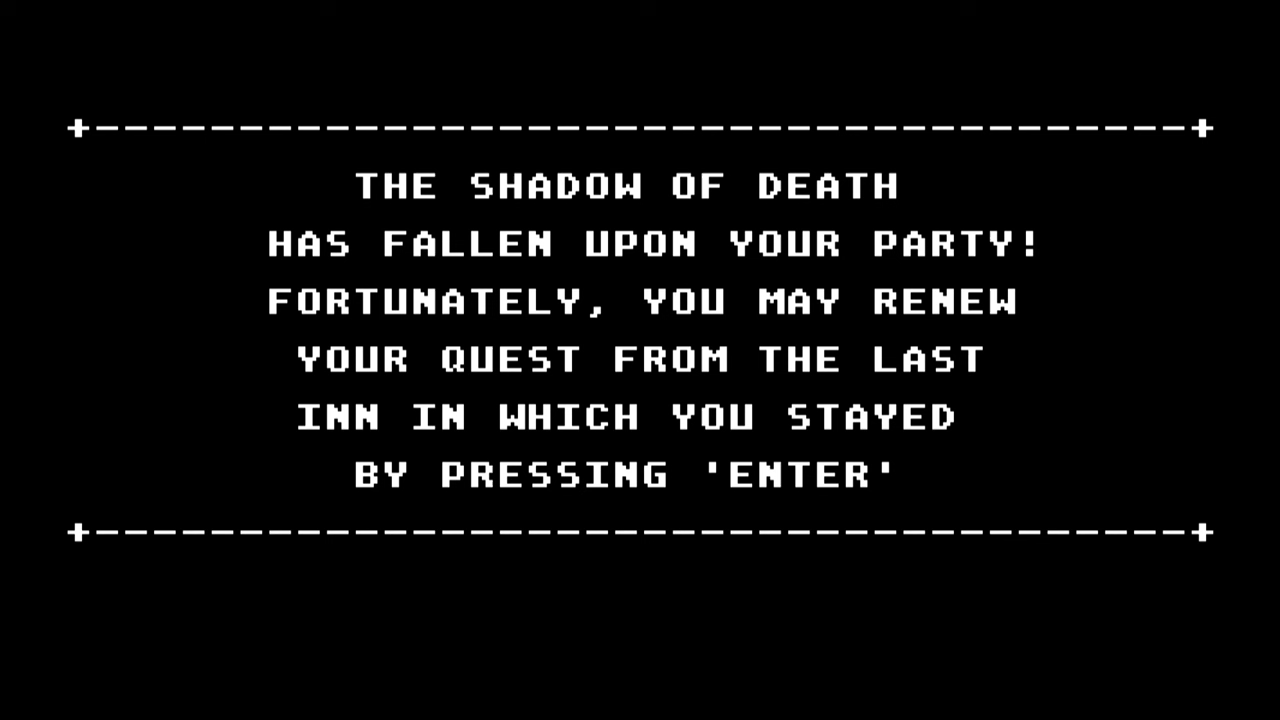 +--------------------------------------+
THE SHADOW OF DEATH
HAS FALLEN UPON YOUR PARTY!
FORTUNATELY, YOU MAY RENEW
YOUR QUEST FROM THE LAST
INN IN WHICH YOU STAYED
BY PRESSING 'ENTER'
+--------------------------------------+